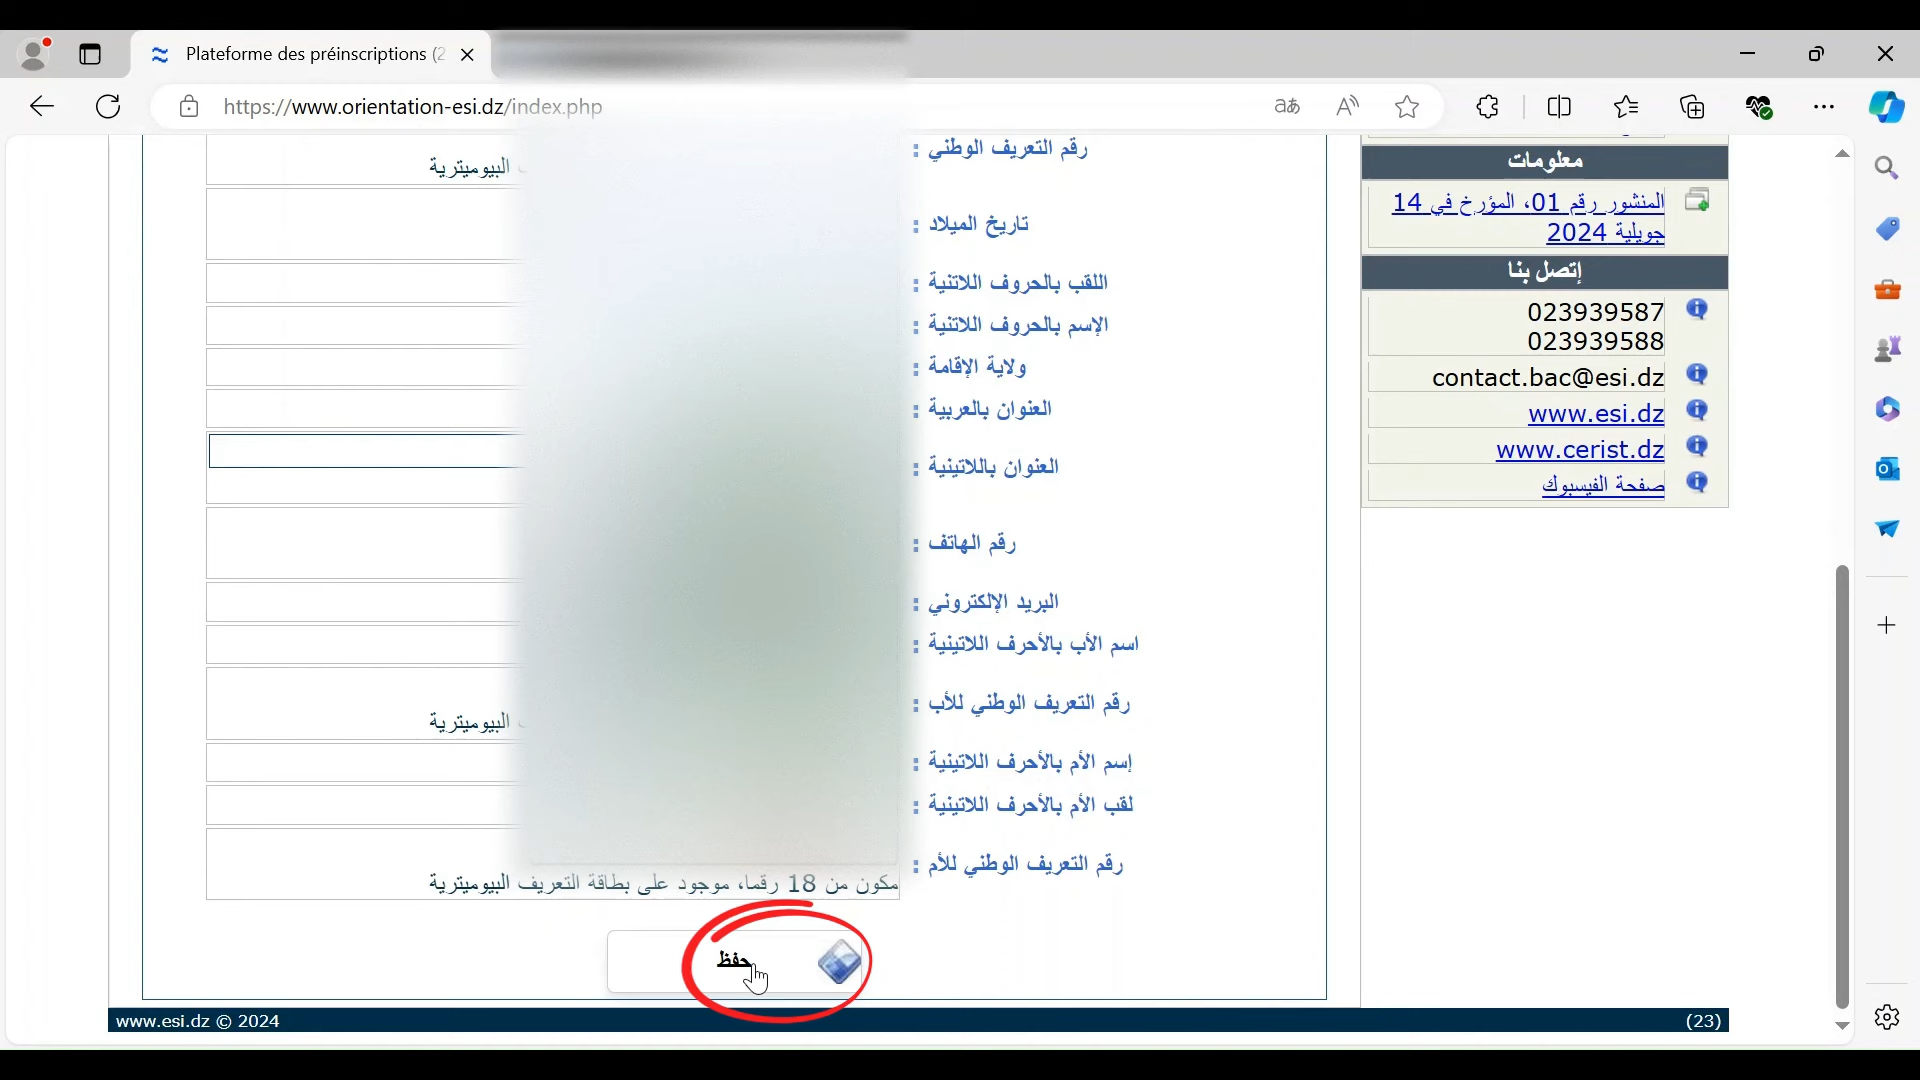 Plateforme des préinscriptions (2
https://www.orientation-esi.dz/index.php
رقم التعريف الوطني :
البيوميترية
تاريخ الميلاد :
اللقب بالحروف اللاتنية :
الإسم بالحروف اللاتنية :
ولاية الإقامة :
العنوان بالعربية :
العنوان باللاتينية :
رقم الهاتف :
البريد الإلكتروني :
اسم الأب بالأحرف اللاتينية :
رقم التعريف الوطني للأب :
البيوميترية
إسم الأم بالأحرف اللاتينية :
لقب الأم بالأحرف اللاتينية :
رقم التعريف الوطني للأم :
مكون من 18 رقما، موجود على بطاقة التعريف البيوميترية
حفظ
معلومات
المنشور رقم 01، المؤرخ في 14
جويلية 2024
إتصل بنا
023939587
023939588
contact.bac@esi.dz
www.esi.dz
www.cerist.dz
صفحة الفيسبوك
www.esi.dz © 2024
(23)